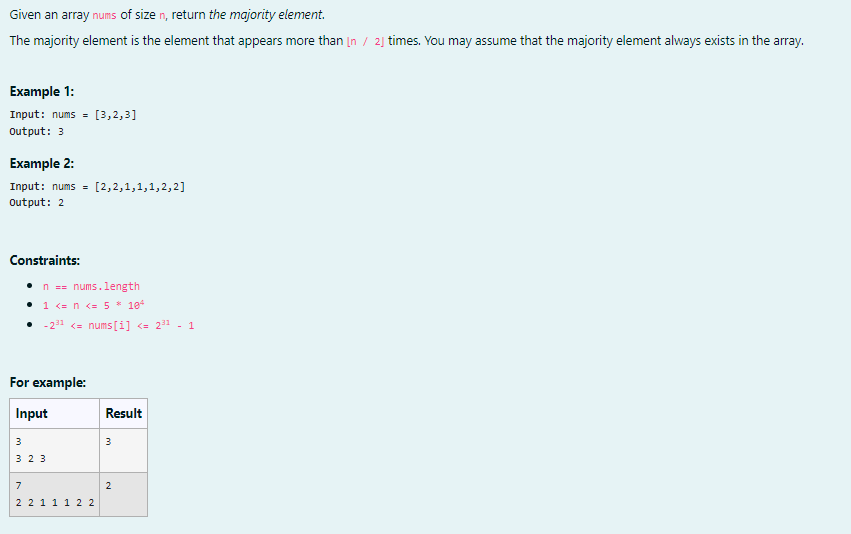 Given an array nums of size n, return the majority element.
The majority element is the element that appears more than ⌊n / 2⌋ times. You may assume that the majority element always exists in the array.
Example 1:
Input: nums = [3,2,3]
Output: 3
Example 2:
Input: nums = [2,2,1,1,1,2,2]
Output: 2
Constraints:
• n == nums.length
• 1 <= n <= 5 * 10⁴
• -2³¹ <= nums[i] <= 2³¹ - 1
For example:
Input Result
3 3
3 2 3
7 2
2 2 1 1 1 2 2